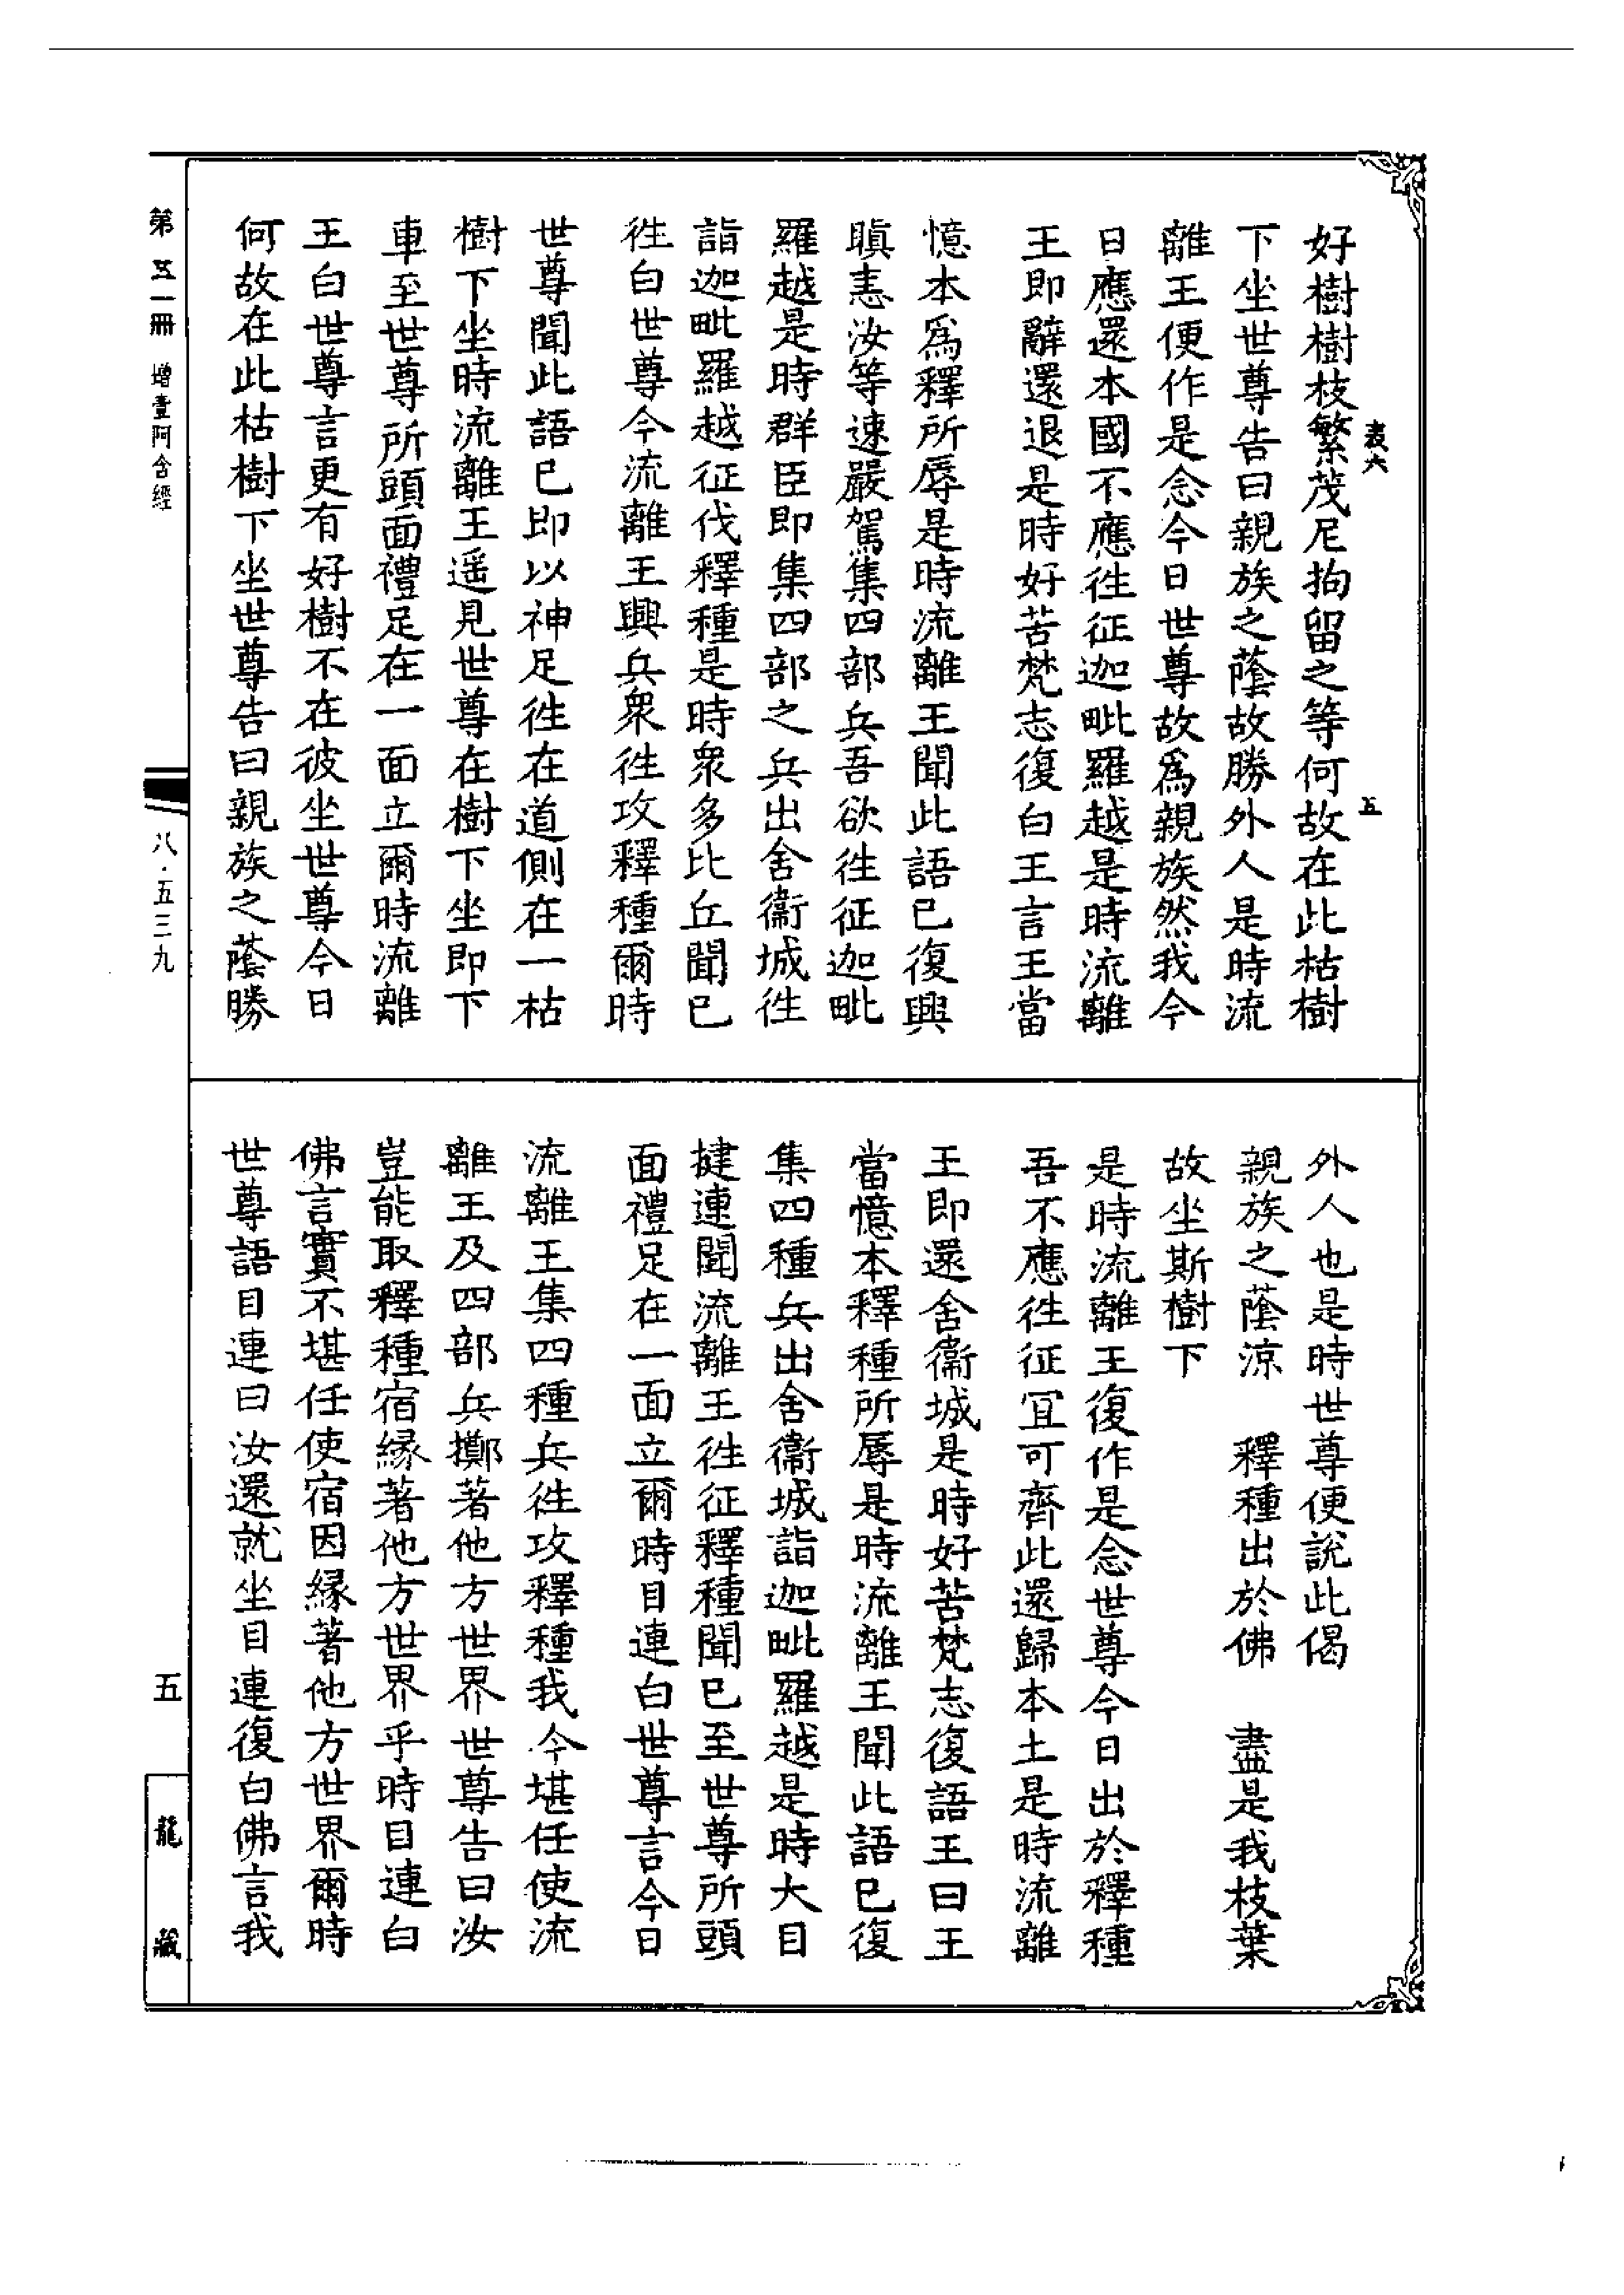 表六
五
好樹樹枝繁茂尼拘留之等何故在此枯樹
下坐世尊告曰親族之蔭故勝外人是時流
離王便作是念今日世尊故為親族然我今
日應還本國不應徃征迦毗羅越是時流離
王即辭還退是時好苦梵志復白王言王當
憶本為釋所辱是時流離王聞此語已復興
瞋恚汝等速嚴駕集四部兵吾欲徃征迦毗
羅越是時群臣即集四部之兵出舍衛城徃
詣迦毗羅越征伐釋種是時眾多比丘聞已
徃白世尊今流離王興兵眾徃攻釋種爾時
世尊聞此語已即以神足徃在道側在一枯
樹下坐時流離王遥見世尊在樹下坐即下
車至世尊所頭面禮足在一面立爾時流離
王白世尊言更有好樹不在彼坐世尊今日
何故在此枯樹下坐世尊告曰親族之蔭勝
外人也是時世尊便說此偈
親族之蔭涼　釋種出於佛　盡是我枝葉
故坐斯樹下
是時流離王復作是念世尊今日出於釋種
吾不應徃征冝可齊此還歸本土是時流離
王即還舍衛城是時好苦梵志復語王曰王
當憶本釋種所辱是時流離王聞此語已復
集四種兵出舍衛城詣迦毗羅越是時大目
揵連聞流離王徃征釋種聞已至世尊所頭
面禮足在一面立爾時目連白世尊言今日
流離王集四種兵徃攻釋種我今堪任使流
離王及四部兵擲著他方世界世尊告曰汝
豈能取釋種宿緣著他方世界乎時目連白
佛言實不堪任使宿因緣著他方世界爾時
世尊語目連曰汝還就坐目連復白佛言我
第五一冊　增壹阿含經
八·五三九
五
龍藏